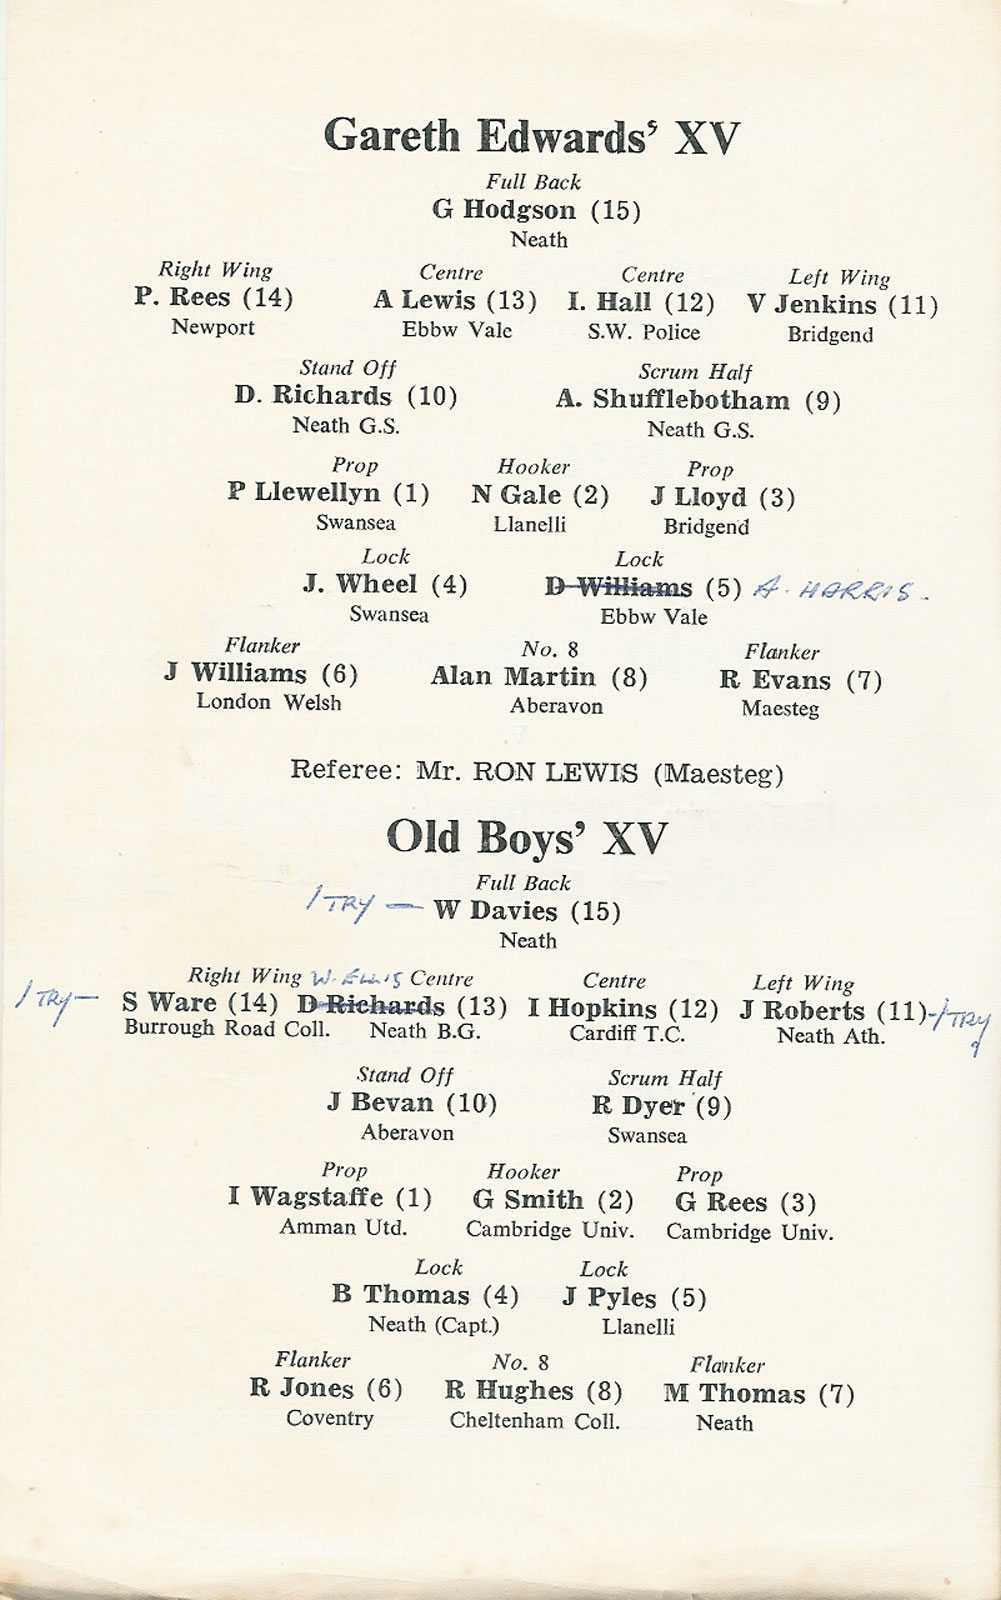 Gareth Edwards' XV
Full Back
G Hodgson (15)
Neath
Right Wing Centre Centre Left Wing
P. Rees (14) A Lewis (13) I. Hall (12) V Jenkins (11)
Newport Ebbw Vale S.W. Police Bridgend
Stand Off Scrum Half
D. Richards (10) A. Shufflebotham (9)
Neath G.S. Neath G.S.
Prop Hooker Prop
P Llewellyn (1) N Gale (2) J Lloyd (3)
Swansea Llanelli Bridgend
Lock Lock
J. Wheel (4) D Williams (5) A. HARRIS.
Swansea Ebbw Vale
Flanker No. 8 Flanker
J Williams (6) Alan Martin (8) R Evans (7)
London Welsh Aberavon Maesteg
Referee: Mr. RON LEWIS (Maesteg)
Old Boys' XV
Full Back
1 TRY — W Davies (15)
Neath
Right Wing W. ELLIS Centre Centre Left Wing
1 TRY — S Ware (14) D Richards (13) I Hopkins (12) J Roberts (11) - 1 TRY
Burrough Road Coll. Neath B.G. Cardiff T.C. Neath Ath.
Stand Off Scrum Half
J Bevan (10) R Dyer (9)
Aberavon Swansea
Prop Hooker Prop
I Wagstaffe (1) G Smith (2) G Rees (3)
Amman Utd. Cambridge Univ. Cambridge Univ.
Lock Lock
B Thomas (4) J Pyles (5)
Neath (Capt.) Llanelli
Flanker No. 8 Flanker
R Jones (6) R Hughes (8) M Thomas (7)
Coventry Cheltenham Coll. Neath